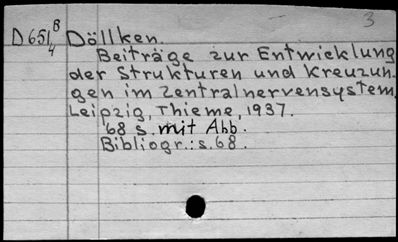 3
D 651 B/4 Döllken.
Beiträge zur Entwicklung
der Strukturen und Kreuzun-
gen im Zentralnervensystem.
Leipzig, Thieme, 1937.
68 s. mit Abb.
Bibliogr.: s. 68.